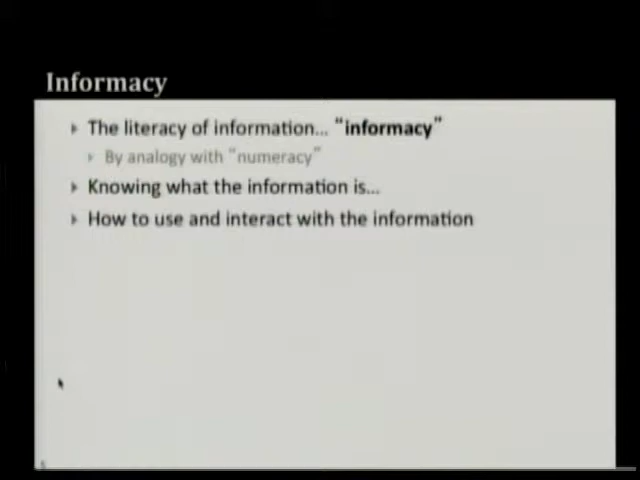 Informacy
The literacy of information... "informacy"
By analogy with "numeracy"
Knowing what the information is...
How to use and interact with the information